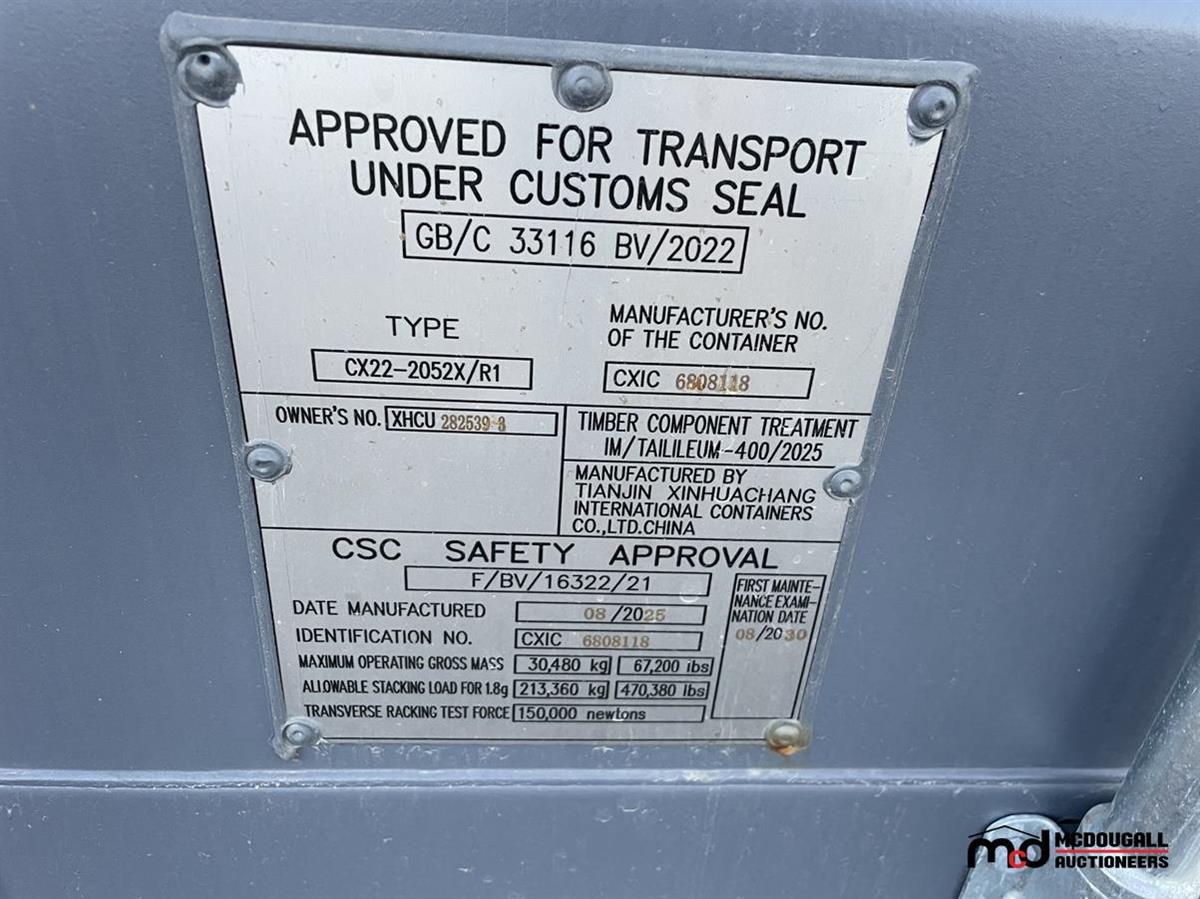 APPROVED FOR TRANSPORT
UNDER CUSTOMS SEAL
GB/C 33116 BV/2022
TYPE
CX22-2052X/R1
MANUFACTURER'S NO.
OF THE CONTAINER
CXIC 6808118
OWNER'S NO. XHCU 282539 3
TIMBER COMPONENT TREATMENT
IM/TAILILEUM-400/2025
MANUFACTURED BY
TIANJIN XINHUACHANG
INTERNATIONAL CONTAINERS
CO.,LTD.CHINA
CSC SAFETY APPROVAL
F/BV/16322/21
DATE MANUFACTURED 08/2025
IDENTIFICATION NO. CXIC 6808118
MAXIMUM OPERATING GROSS MASS 30,480 kg 67,200 lbs
ALLOWABLE STACKING LOAD FOR 1.8g 213,360 kg 470,380 lbs
TRANSVERSE RACKING TEST FORCE 150,000 newtons
FIRST MAINTE-
NANCE EXAMI-
NATION DATE
08/2030
mcd MCDOUGALL
AUCTIONEERS